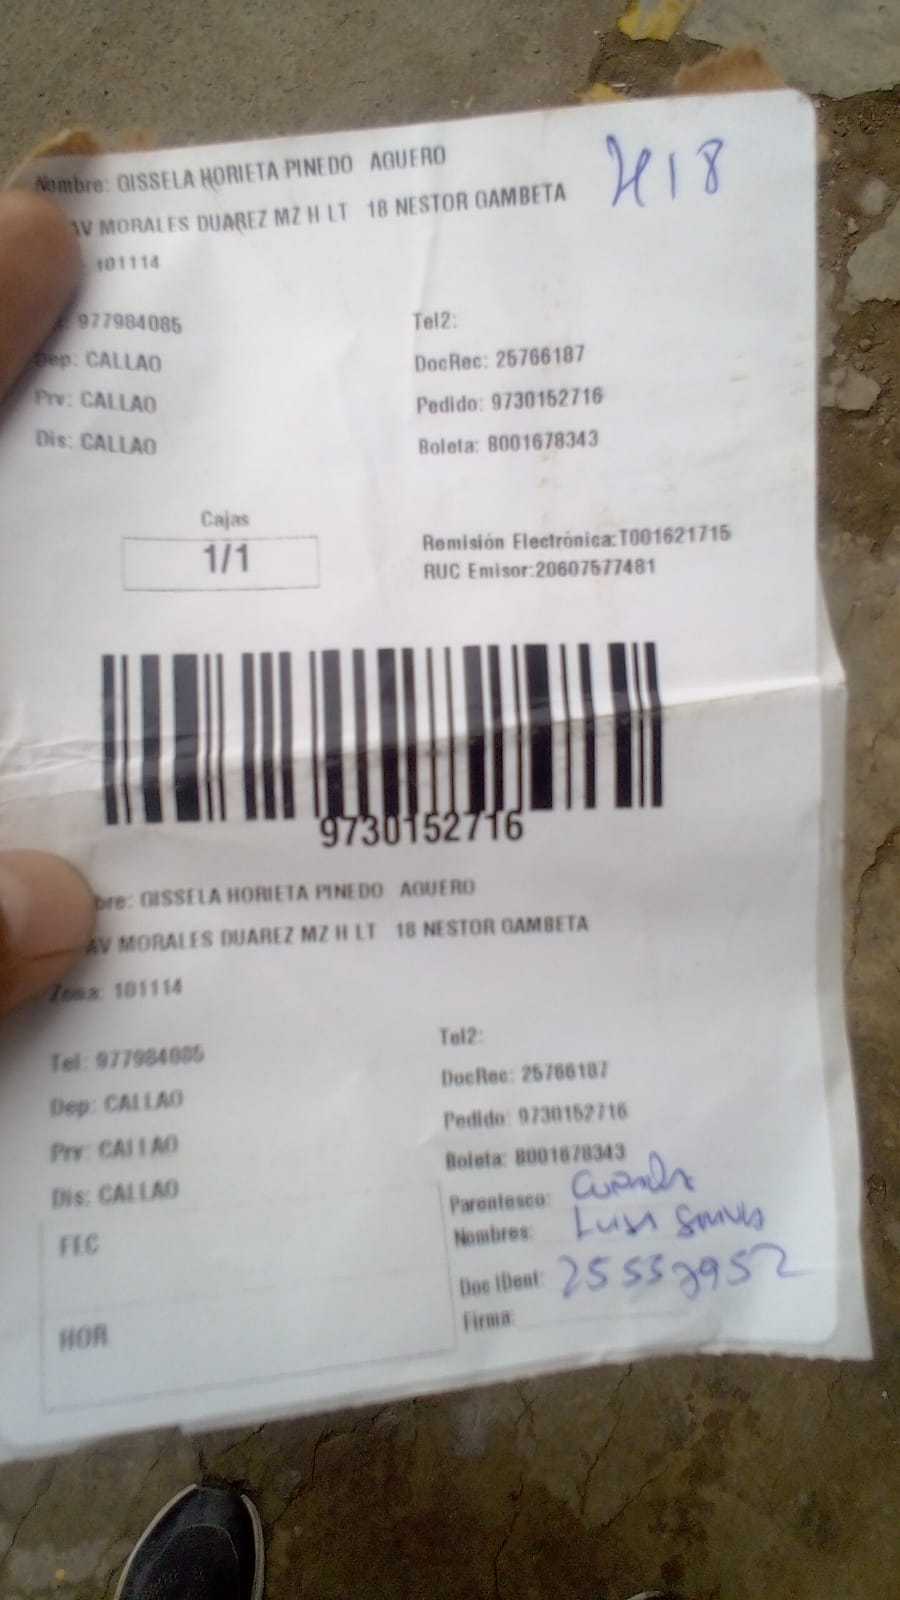 Nombre: GISSELA HORIETA PINEDO AGUERO
H18
AV MORALES DUAREZ MZ H LT 18 NESTOR GAMBETA
101114
: 977984085
Tel2:
Dep: CALLAO
DocRec: 25766187
Prv: CALLAO
Pedido: 9730152716
Dis: CALLAO
Boleta: 8001678343
Cajas
1/1
Remisión Electrónica:T001621715
RUC Emisor:20607577481
9730152716
bre: GISSELA HORIETA PINEDO AGUERO
AV MORALES DUAREZ MZ H LT 18 NESTOR GAMBETA
Zona: 101114
Tel: 977984085
Tel2:
Dep: CALLAO
DocRec: 25766187
Prv: CALLAO
Pedido: 9730152716
Dis: CALLAO
Boleta: 8001678343
FEC
Parentesco: Cuñada
Nombres: Luisa
HOR
Doc IDent:
Firma: